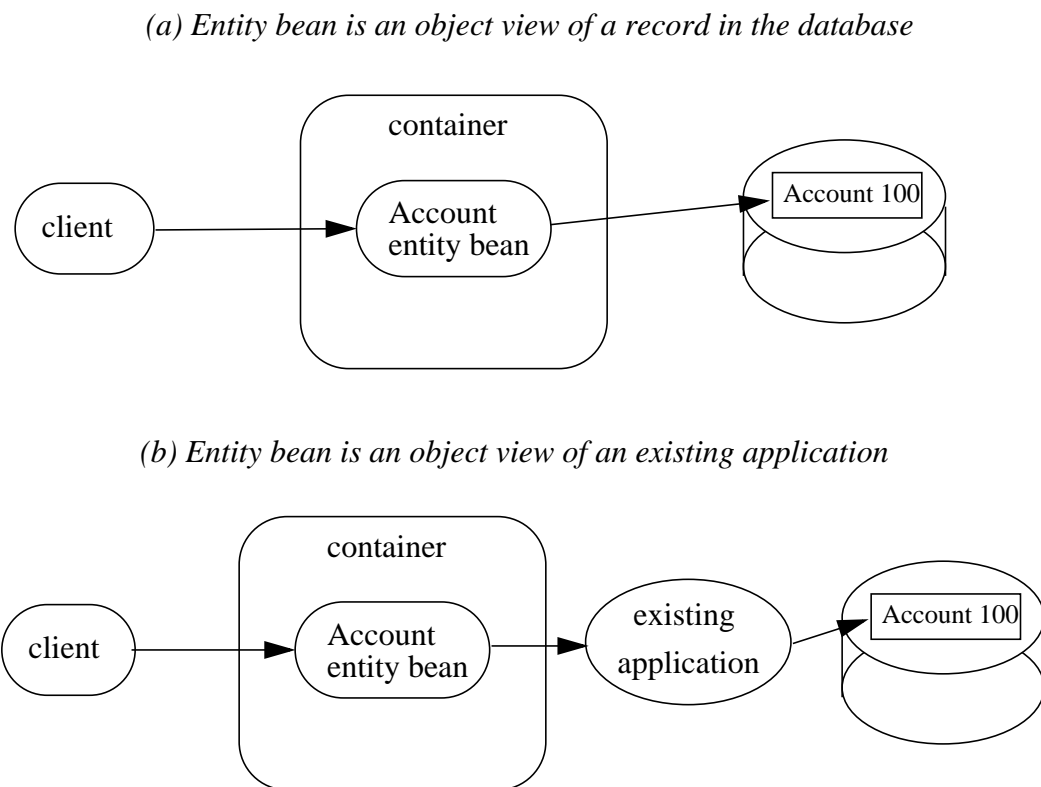 (a) Entity bean is an object view of a record in the database
container
client
Account
entity bean
Account 100
(b) Entity bean is an object view of an existing application
container
client
Account
entity bean
existing
application
Account 100